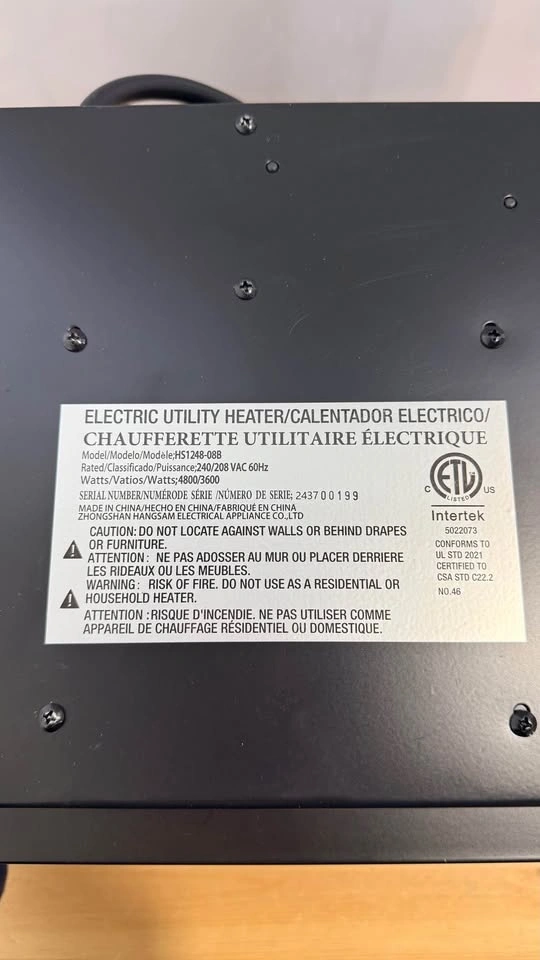 ELECTRIC UTILITY HEATER/CALENTADOR ELECTRICO/
CHAUFFERETTE UTILITAIRE ÉLECTRIQUE
Model/Modelo/Modèle;HS1248-08B
Rated/Classificado/Puissance;240/208 VAC 60Hz
Watts/Vatios/Watts;4800/3600
SERIAL NUMBER/NUMÉRODE SÉRIE /NÚMERO DE SERIE; 243700199
MADE IN CHINA/HECHO EN CHINA/FABRIQUÉ EN CHINA
ZHONGSHAN HANGSAM ELECTRICAL APPLIANCE CO.,LTD
CAUTION: DO NOT LOCATE AGAINST WALLS OR BEHIND DRAPES
OR FURNITURE.
ATTENTION : NE PAS ADOSSER AU MUR OU PLACER DERRIERE
LES RIDEAUX OU LES MEUBLES.
WARNING : RISK OF FIRE. DO NOT USE AS A RESIDENTIAL OR
HOUSEHOLD HEATER.
ATTENTION :RISQUE D'INCENDIE. NE PAS UTILISER COMME
APPAREIL DE CHAUFFAGE RÉSIDENTIEL OU DOMESTIQUE.
ETL
C LISTED US
Intertek
5022073
CONFORMS TO
UL STD 2021
CERTIFIED TO
CSA STD C22.2
NO.46